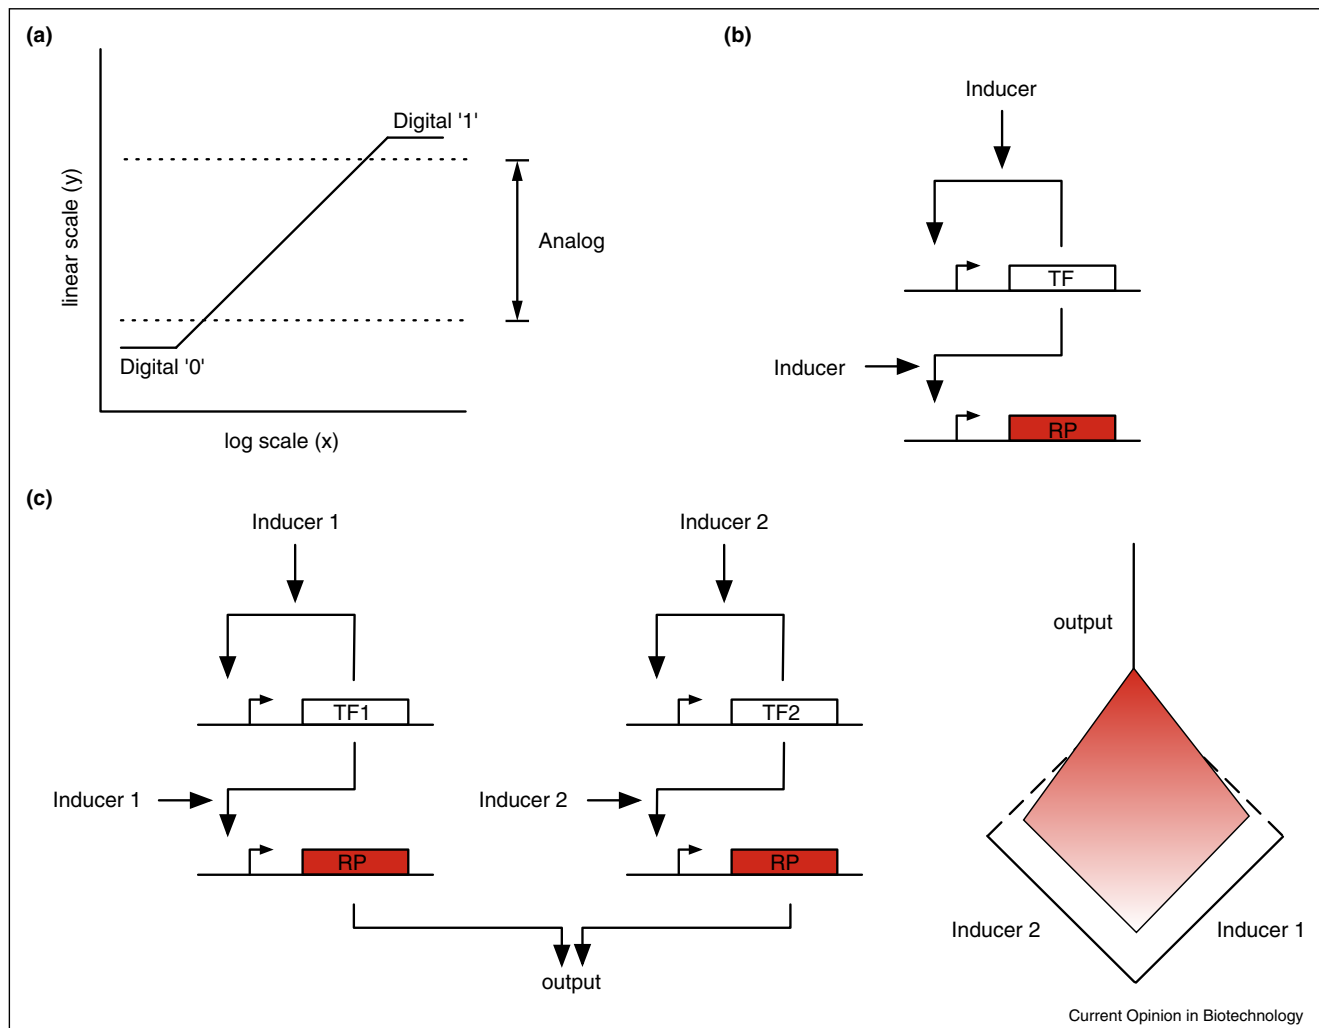 (a)
Digital '1'
linear scale (y)
Analog
Digital '0'
log scale (x)
(b)
Inducer
TF
Inducer
RP
(c)
Inducer 1
TF1
Inducer 1
RP
Inducer 2
TF2
Inducer 2
RP
output
output
Inducer 2
Inducer 1
Current Opinion in Biotechnology